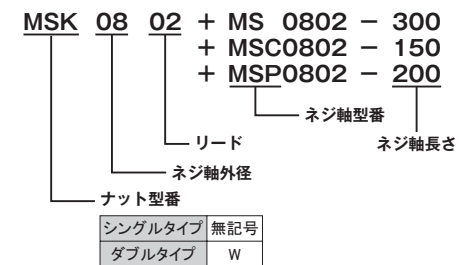 MSK 08 02 + MS 0802 − 300
+ MSC0802 − 150
+ MSP0802 − 200
ネジ軸型番
リード
ネジ軸長さ
ネジ軸外径
ナット型番
シングルタイプ 無記号
ダブルタイプ W